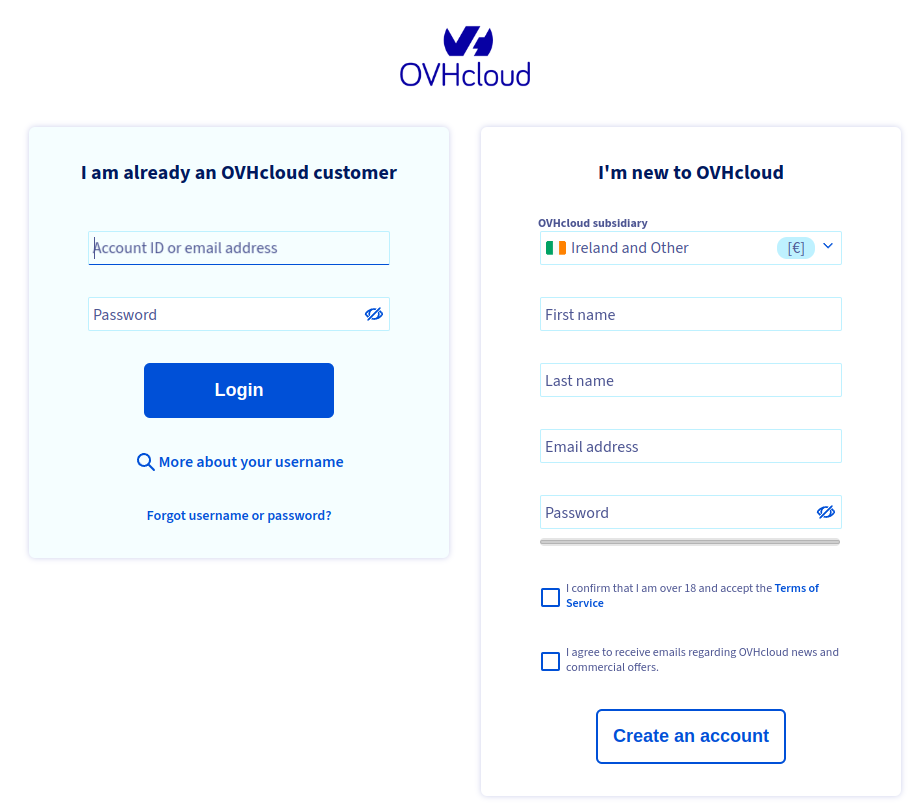 OVHcloud
I am already an OVHcloud customer
Account ID or email address
Password
Login
More about your username
Forgot username or password?
I'm new to OVHcloud
OVHcloud subsidiary
Ireland and Other [€]
First name
Last name
Email address
Password
I confirm that I am over 18 and accept the Terms of
Service
I agree to receive emails regarding OVHcloud news and
commercial offers.
Create an account